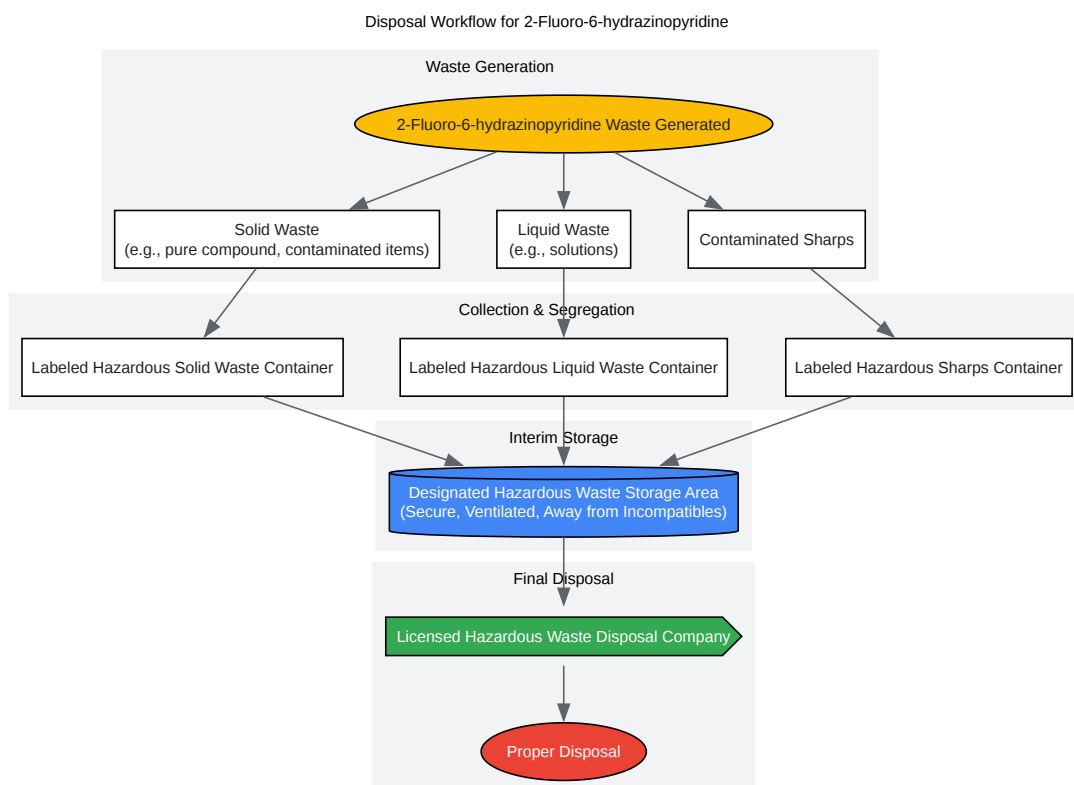 Disposal Workflow for 2-Fluoro-6-hydrazinopyridine
Waste Generation
2-Fluoro-6-hydrazinopyridine Waste Generated
Solid Waste
(e.g., pure compound, contaminated items)
Liquid Waste
(e.g., solutions)
Contaminated Sharps
Collection & Segregation
Labeled Hazardous Solid Waste Container
Labeled Hazardous Liquid Waste Container
Labeled Hazardous Sharps Container
Interim Storage
Designated Hazardous Waste Storage Area
(Secure, Ventilated, Away from Incompatibles)
Final Disposal
Licensed Hazardous Waste Disposal Company
Proper Disposal